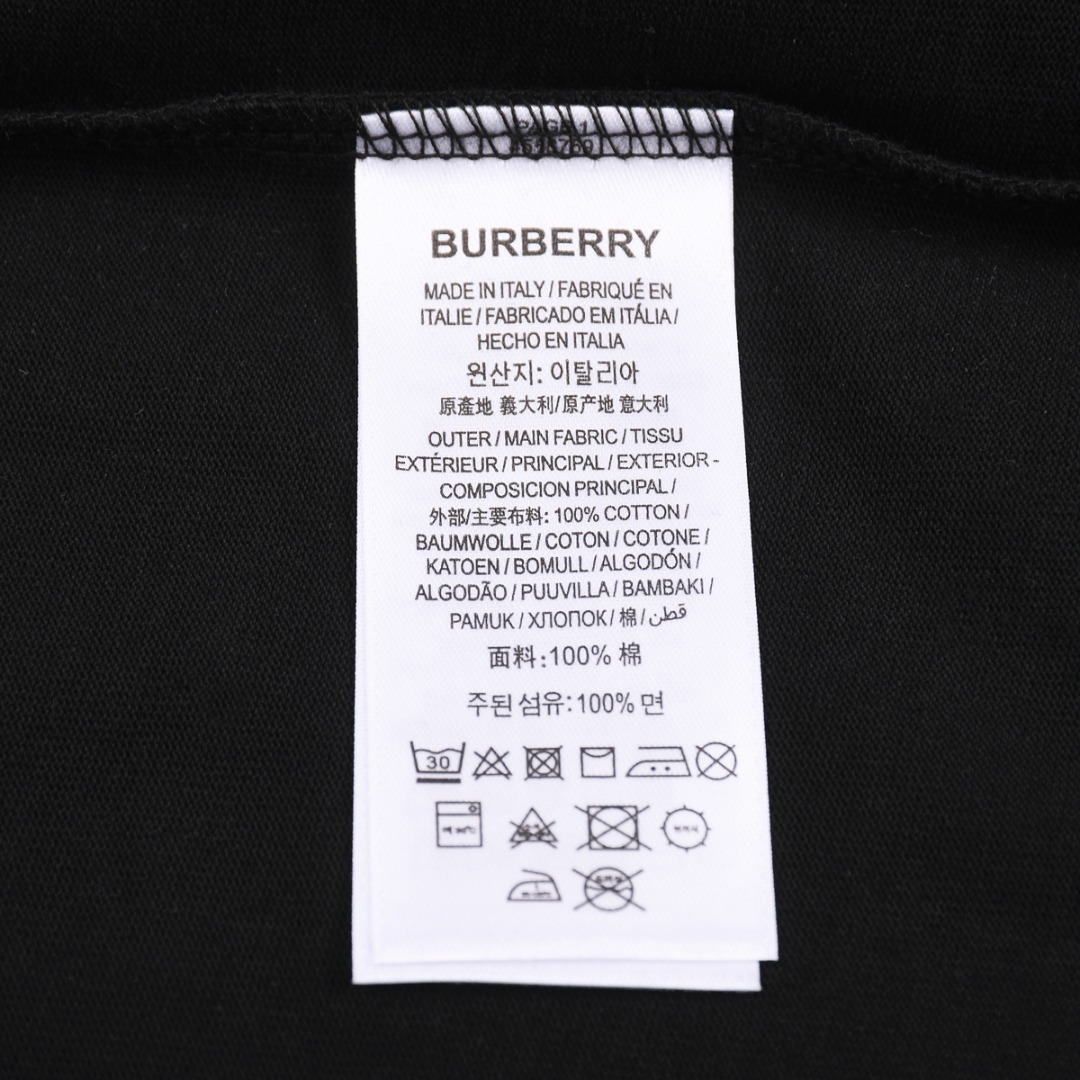 PAGE 1
BURBERRY
MADE IN ITALY / FABRIQUÉ EN
ITALIE / FABRICADO EM ITÁLIA /
HECHO EN ITALIA
원산지: 이탈리아
原產地 義大利/原产地 意大利
OUTER / MAIN FABRIC / TISSU
EXTÉRIEUR / PRINCIPAL / EXTERIOR -
COMPOSICION PRINCIPAL /
外部/主要布料: 100% COTTON /
BAUMWOLLE / COTON / COTONE /
KATOEN / BOMULL / ALGODÓN /
ALGODÃO / PUUVILLA / BAMBAKI /
PAMUK / ХЛОПОК / 棉 / قطن
面料:100% 棉
주된 섬유:100% 면
30